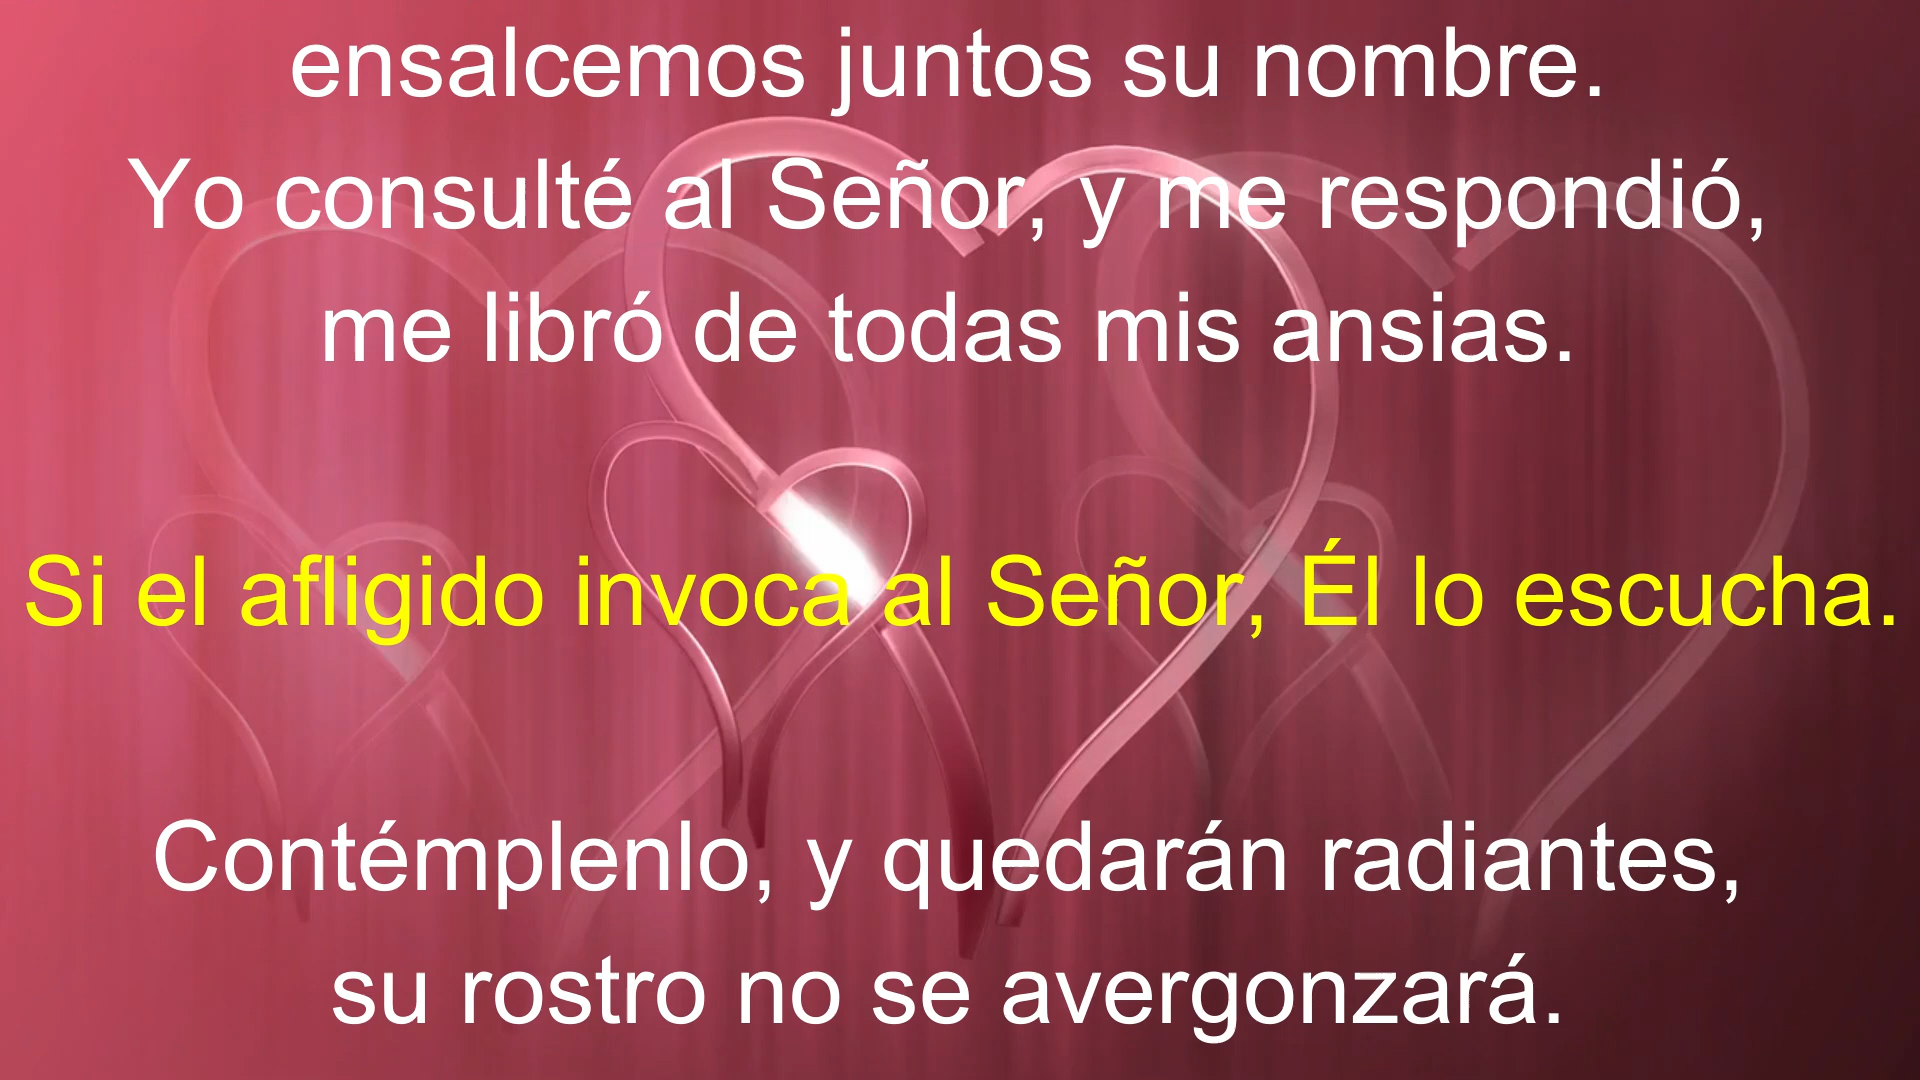 ensalcemos juntos su nombre.
Yo consulté al Señor, y me respondió,
me libró de todas mis ansias.
Si el afligido invoca al Señor, Él lo escucha.
Contémplenlo, y quedarán radiantes,
su rostro no se avergonzará.